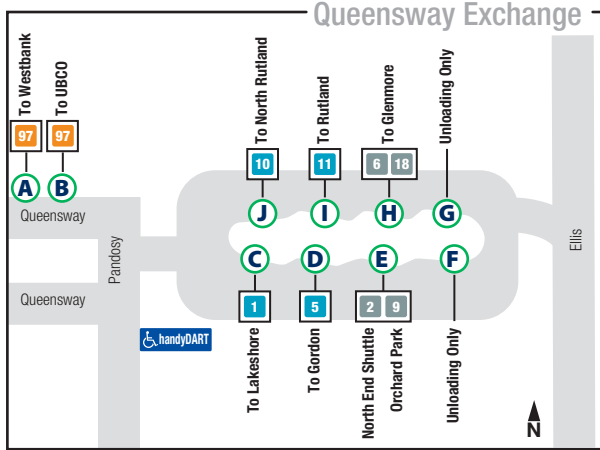 Queensway Exchange
To Westbank
To UBCO
To North Rutland
To Rutland
To Glenmore
Unloading Only
97
97
10
11
6 18
A
B
J
I
H
G
Queensway
Pandosy
Ellis
C
D
E
F
Queensway
1
5
2 9
handyDART
To Lakeshore
To Gordon
North End Shuttle
Orchard Park
Unloading Only
N